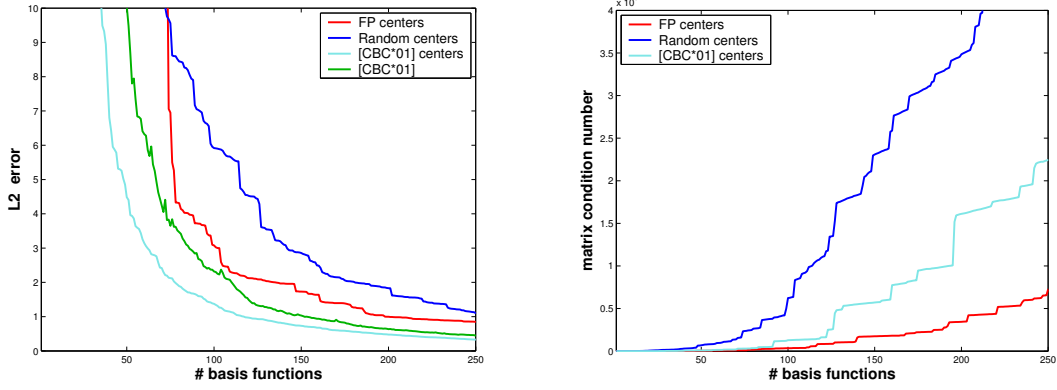 10
9
8
7
6
5
4
3
2
1
0
50
100
150
200
250
L2 error
# basis functions
FP centers
Random centers
[CBC*01] centers
[CBC*01]
4
3.5
3
2.5
2
1.5
1
0.5
0
50
100
150
200
250
matrix condition number
# basis functions
FP centers
Random centers
[CBC*01] centers